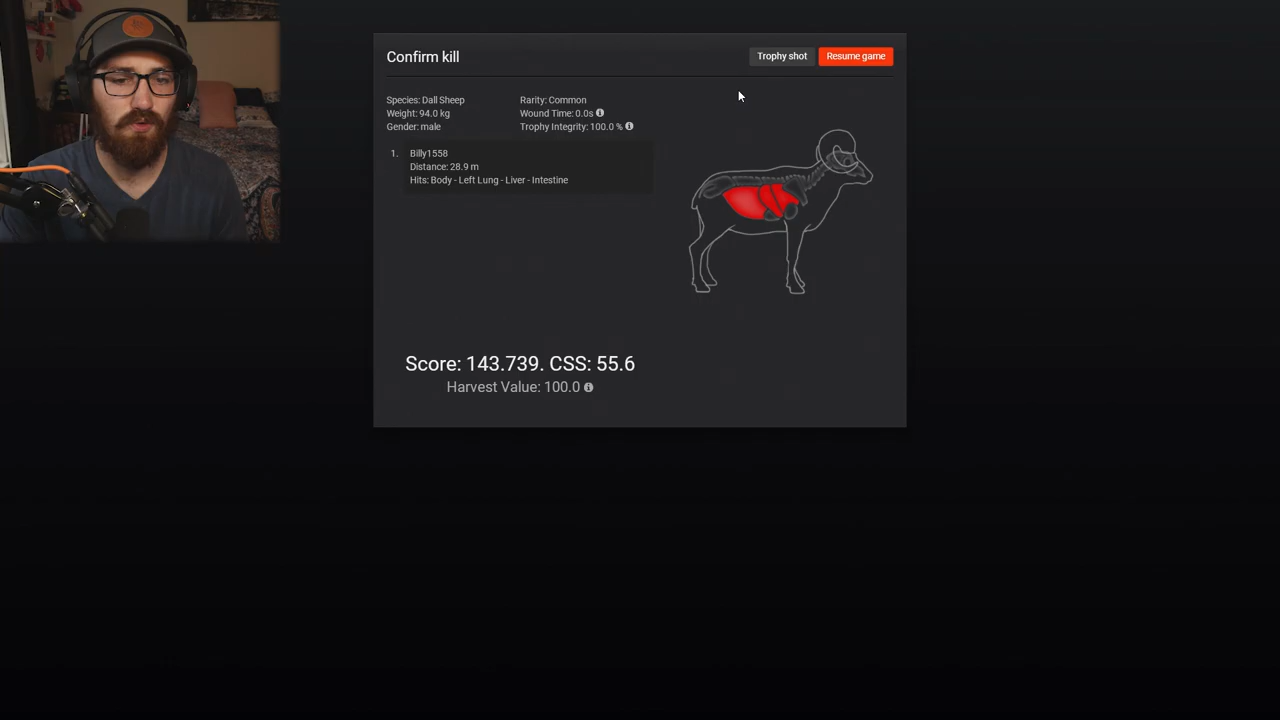 Confirm kill
Trophy shot
Resume game
Species: Dall Sheep
Rarity: Common
Weight: 94.0 kg
Wound Time: 0.0s
Gender: male
Trophy Integrity: 100.0 %
1. Billy1558
Distance: 28.9 m
Hits: Body - Left Lung - Liver - Intestine
Score: 143.739. CSS: 55.6
Harvest Value: 100.0